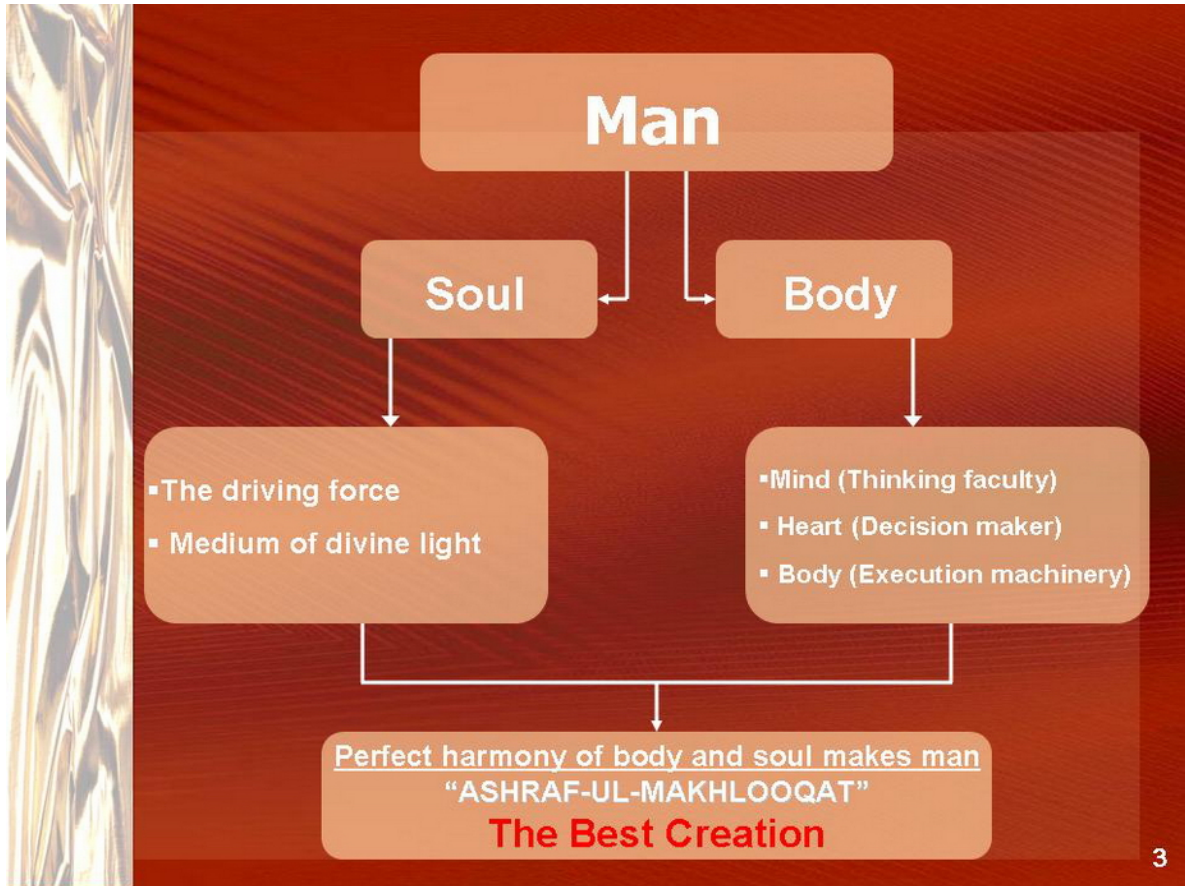 Man
Soul
Body
▪The driving force
▪ Medium of divine light
▪Mind (Thinking faculty)
▪ Heart (Decision maker)
▪ Body (Execution machinery)
Perfect harmony of body and soul makes man
“ASHRAF-UL-MAKHLOOQAT”
The Best Creation
3